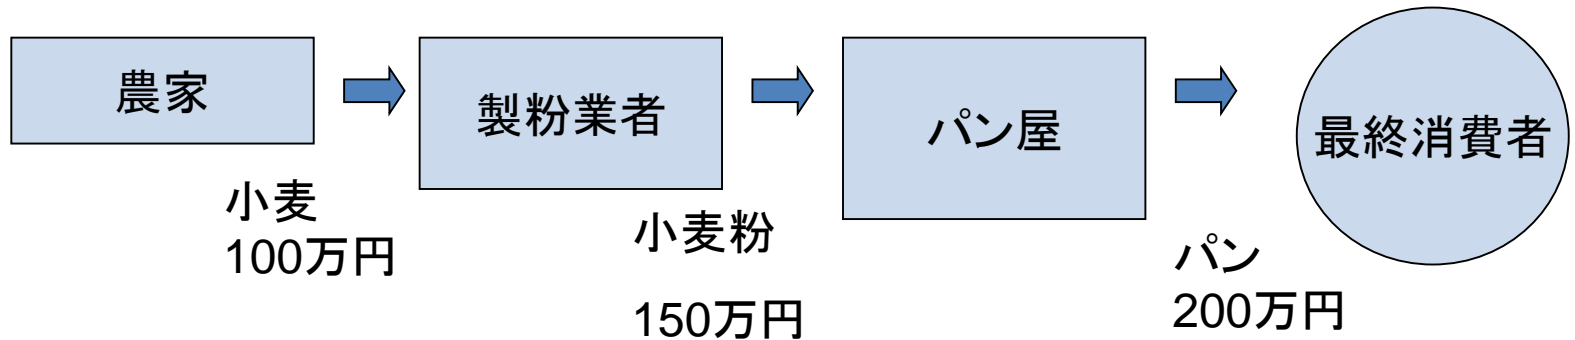 農家
製粉業者
パン屋
最終消費者
小麦
100万円
小麦粉
150万円
パン
200万円